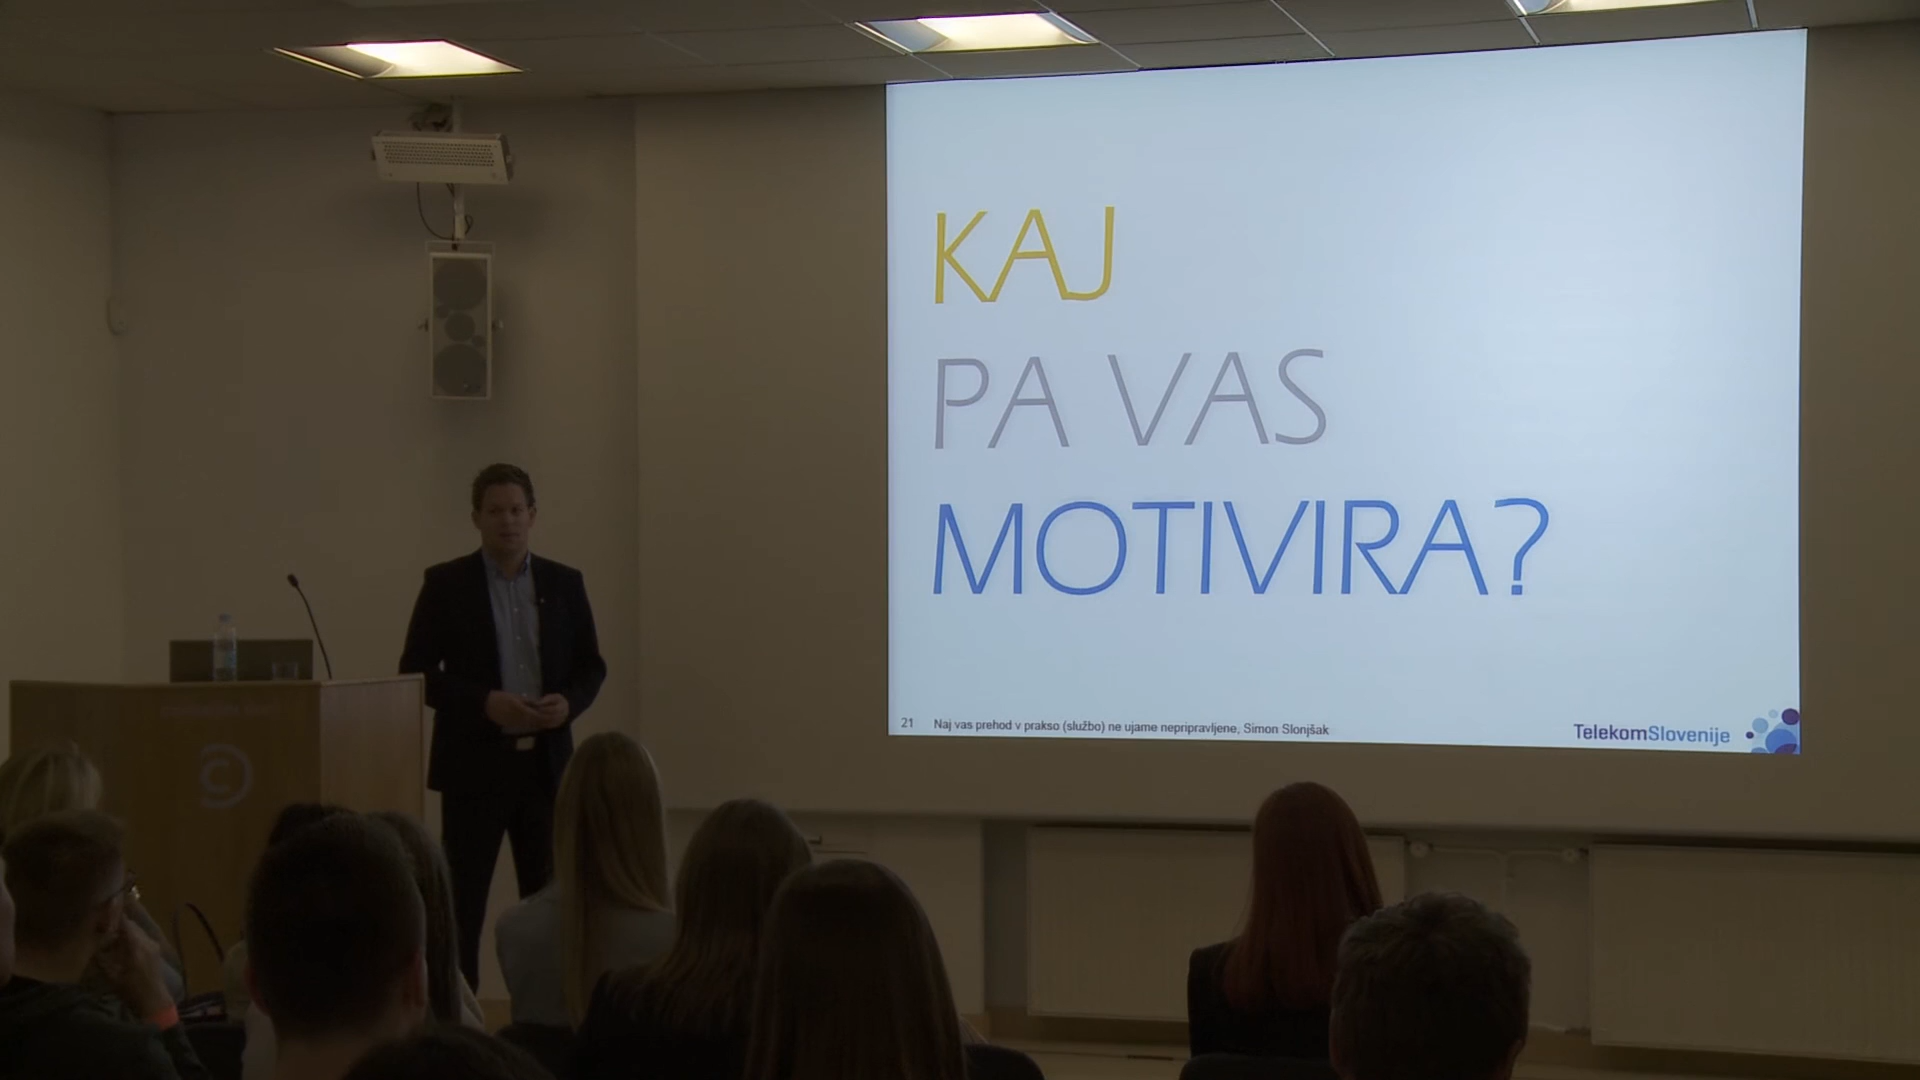 KAJ
PA VAS
MOTIVIRA?
21 Naj vas prehod v prakso (službo) ne ujame nepripravljene, Simon Slonjšak
TelekomSlovenije